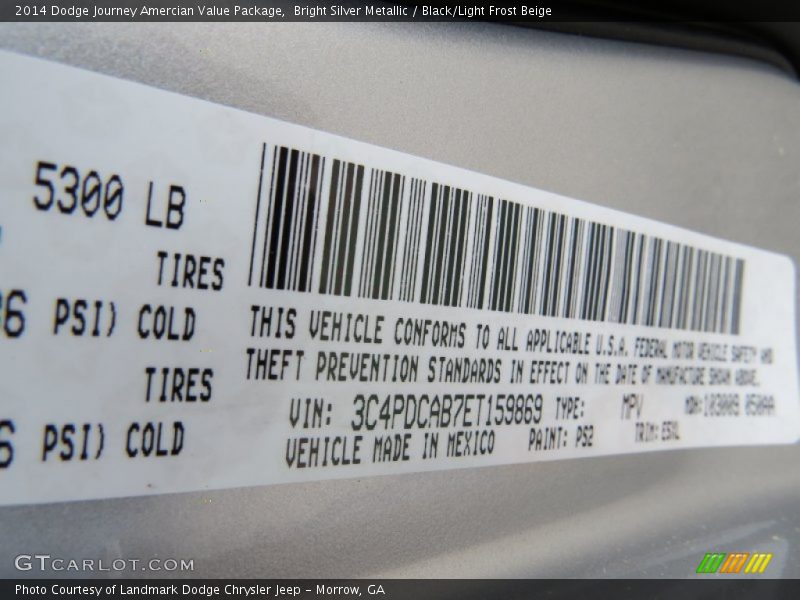 2014 Dodge Journey Amercian Value Package,  Bright Silver Metallic / Black/Light Frost Beige
5300 LB
TIRES
6 PSI) COLD
TIRES
6 PSI) COLD
THIS VEHICLE CONFORMS TO ALL APPLICABLE U.S.A. FEDERAL MOTOR VEHICLE SAFETY AND
THEFT PREVENTION STANDARDS IN EFFECT ON THE DATE OF MANUFACTURE SHOWN ABOVE.
VIN: 3C4PDCAB7ET159869 TYPE: MPV MDH:
VEHICLE MADE IN MEXICO PAINT: PS2 TRIM:
GTCARLOT.COM
Photo Courtesy of Landmark Dodge Chrysler Jeep - Morrow, GA